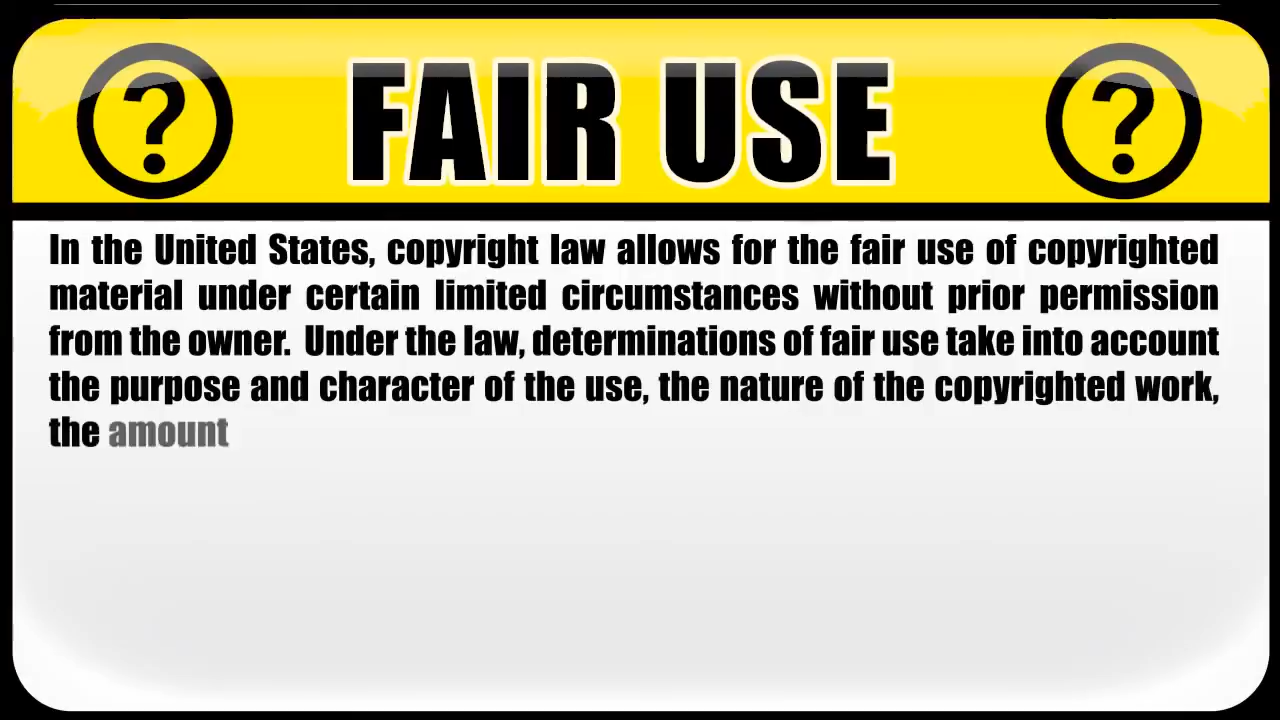 ? FAIR USE ?
In the United States, copyright law allows for the fair use of copyrighted
material under certain limited circumstances without prior permission
from the owner. Under the law, determinations of fair use take into account
the purpose and character of the use, the nature of the copyrighted work,
the amount